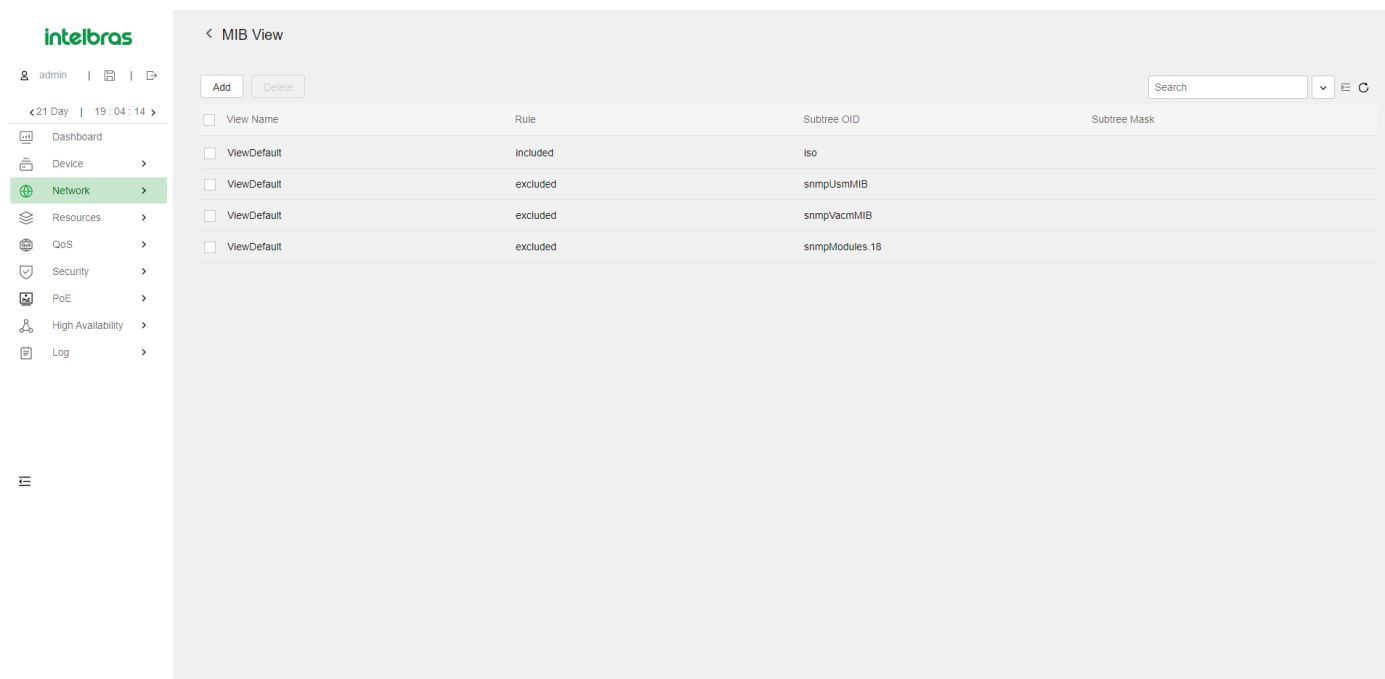 intelbras
MIB View
admin | |
Add Delete Search
21 Day | 19 : 04 : 14
View Name Rule Subtree OID Subtree Mask
Dashboard
ViewDefault included iso
Device
ViewDefault excluded snmpUsmMIB
Network
ViewDefault excluded snmpVacmMIB
Resources
ViewDefault excluded snmpModules.18
QoS
Security
PoE
High Availability
Log